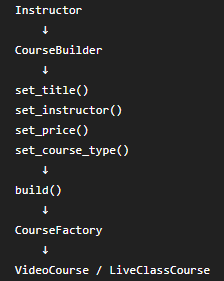 Instructor
↓
CourseBuilder
↓
set_title()
set_instructor()
set_price()
set_course_type()
↓
build()
↓
CourseFactory
↓
VideoCourse / LiveClassCourse